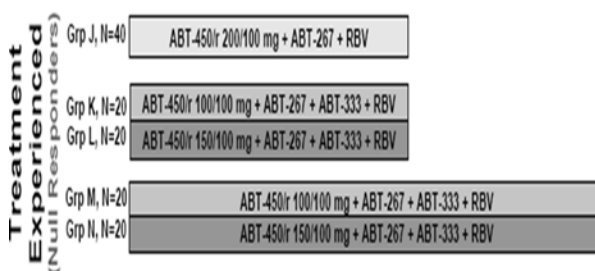 Treatment
Experienced
(Null Responders)
Grp J, N=40
ABT-450/r 200/100 mg + ABT-267 + RBV
Grp K, N=20
ABT-450/r 100/100 mg + ABT-267 + ABT-333 + RBV
Grp L, N=20
ABT-450/r 150/100 mg + ABT-267 + ABT-333 + RBV
Grp M, N=20
ABT-450/r 100/100 mg + ABT-267 + ABT-333 + RBV
Grp N, N=20
ABT-450/r 150/100 mg + ABT-267 + ABT-333 + RBV